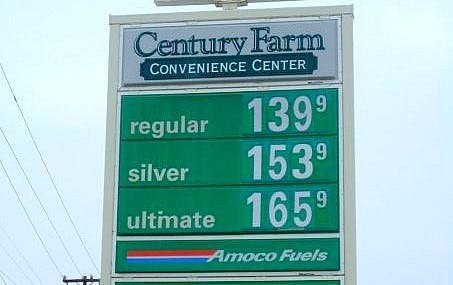 Century Farm
CONVENIENCE CENTER
regular 139 9
silver 153 9
ultimate 165 9
Amoco Fuels